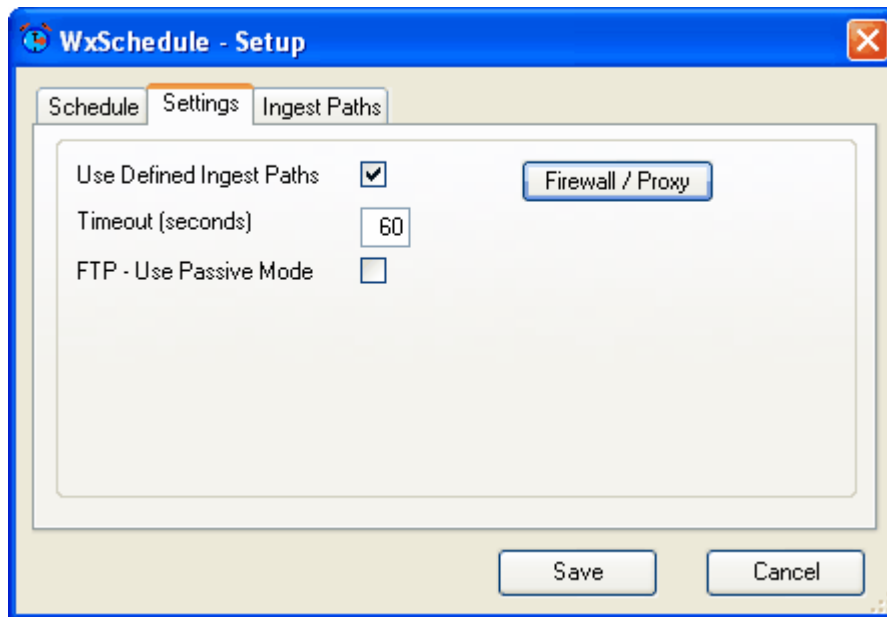 WxSchedule - Setup
Schedule Settings Ingest Paths
Use Defined Ingest Paths Firewall / Proxy
Timeout (seconds) 60
FTP - Use Passive Mode
Save Cancel